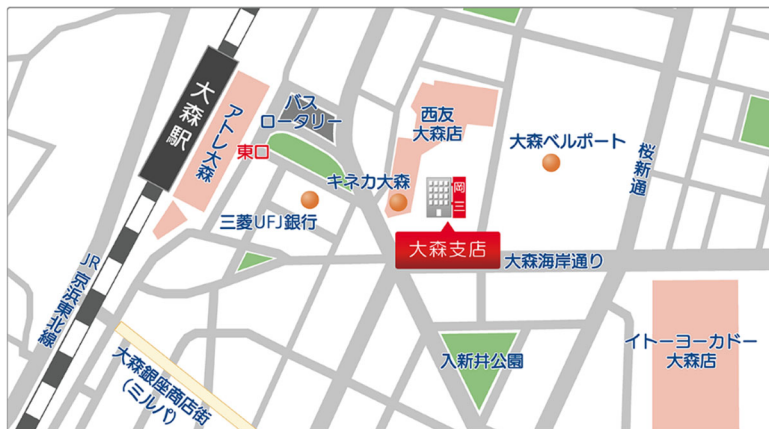 大森駅
アトレ大森
バス
ロータリー
東口
西友
大森店
大森ベルポート
桜新通
キネカ大森
岡三
三菱UFJ銀行
大森支店
大森海岸通り
JR 京浜東北線
大森銀座商店街
(ミルパ)
入新井公園
イトーヨーカドー
大森店